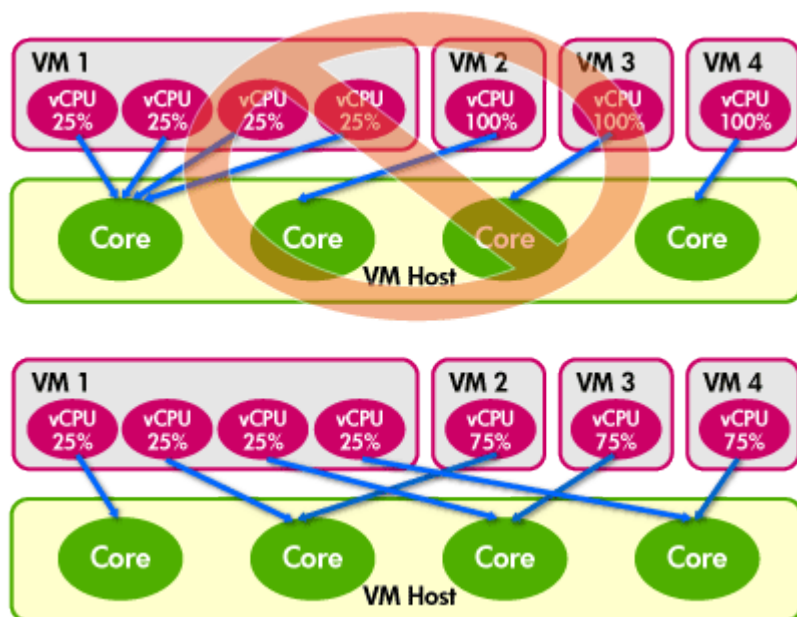 VM 1
VM 2
VM 3
VM 4
vCPU
25%
vCPU
25%
vCPU
25%
vCPU
25%
vCPU
100%
vCPU
100%
vCPU
100%
Core
Core
Core
Core
VM Host
VM 1
VM 2
VM 3
VM 4
vCPU
25%
vCPU
25%
vCPU
25%
vCPU
25%
vCPU
75%
vCPU
75%
vCPU
75%
Core
Core
Core
Core
VM Host